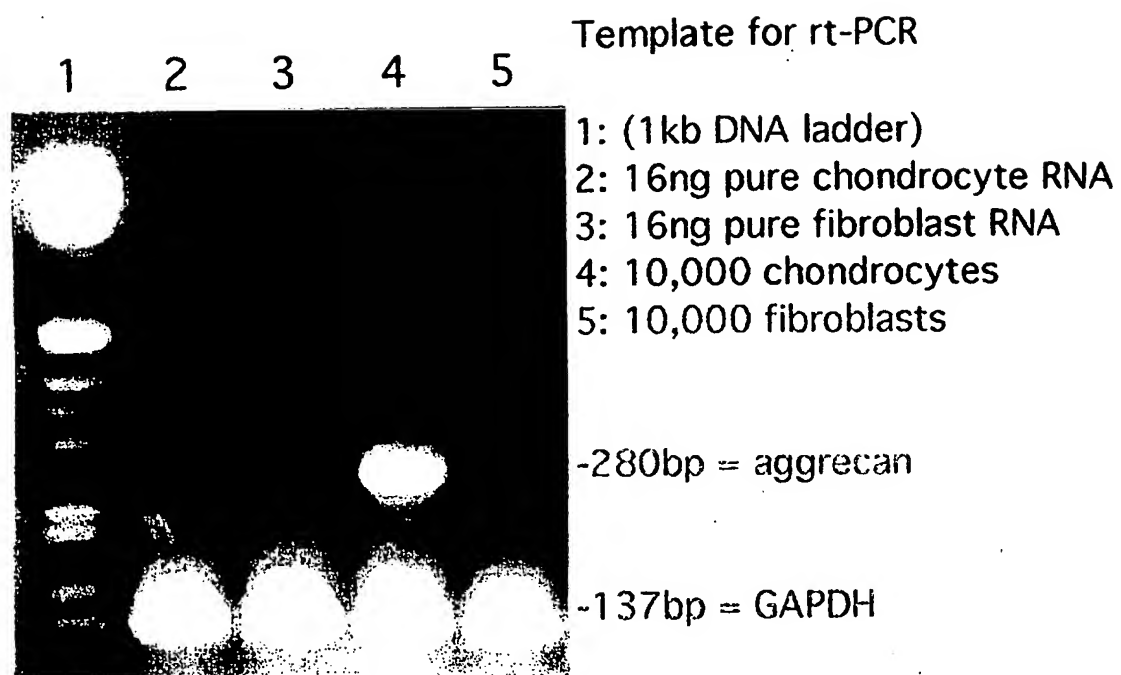 Template for rt-PCR
1 2 3 4 5
1: (1kb DNA ladder)
2: 16ng pure chondrocyte RNA
3: 16ng pure fibroblast RNA
4: 10,000 chondrocytes
5: 10,000 fibroblasts
-280bp = aggrecan
-137bp = GAPDH